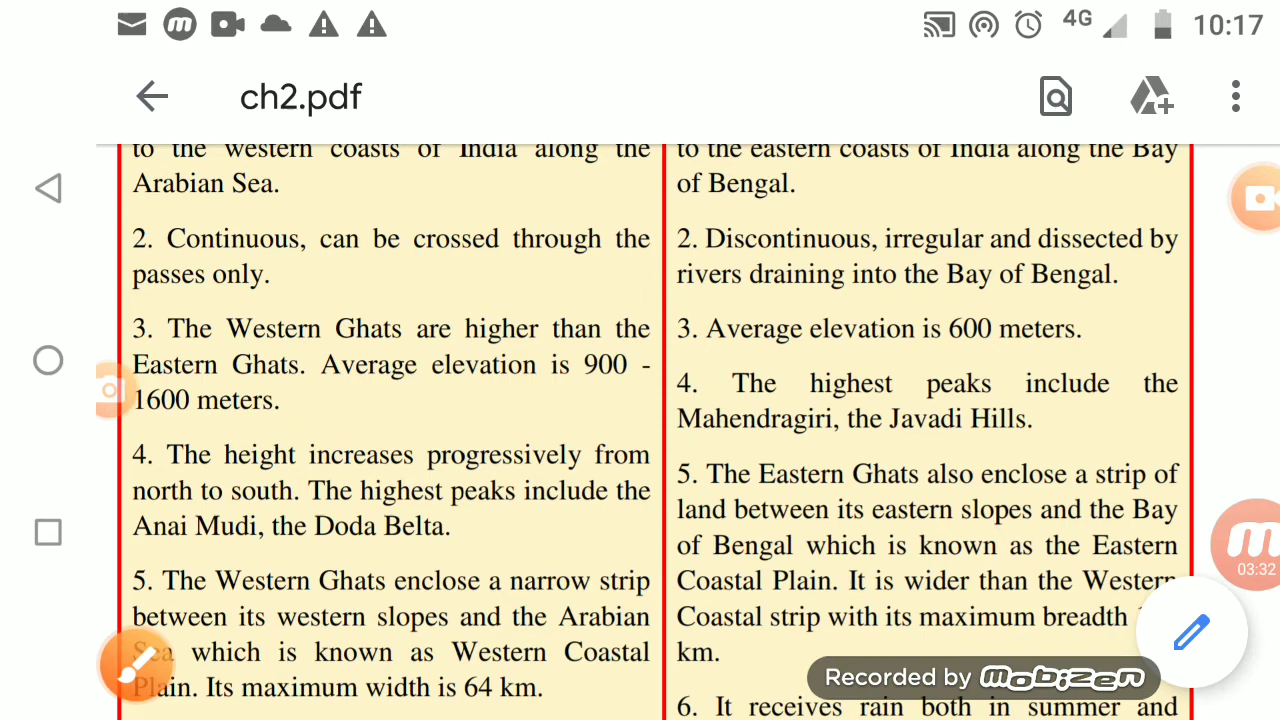 4G 10:17
ch2.pdf
to the western coasts of India along the
Arabian Sea.
2. Continuous, can be crossed through the
passes only.
3. The Western Ghats are higher than the
Eastern Ghats. Average elevation is 900 -
1600 meters.
4. The height increases progressively from
north to south. The highest peaks include the
Anai Mudi, the Doda Belta.
5. The Western Ghats enclose a narrow strip
between its western slopes and the Arabian
Sea which is known as Western Coastal
Plain. Its maximum width is 64 km.
to the eastern coasts of India along the Bay
of Bengal.
2. Discontinuous, irregular and dissected by
rivers draining into the Bay of Bengal.
3. Average elevation is 600 meters.
4. The highest peaks include the
Mahendragiri, the Javadi Hills.
5. The Eastern Ghats also enclose a strip of
land between its eastern slopes and the Bay
of Bengal which is known as the Eastern
Coastal Plain. It is wider than the Western
Coastal strip with its maximum breadth
km.
6. It receives rain both in summer and
m
03:32
Recorded by mobizen